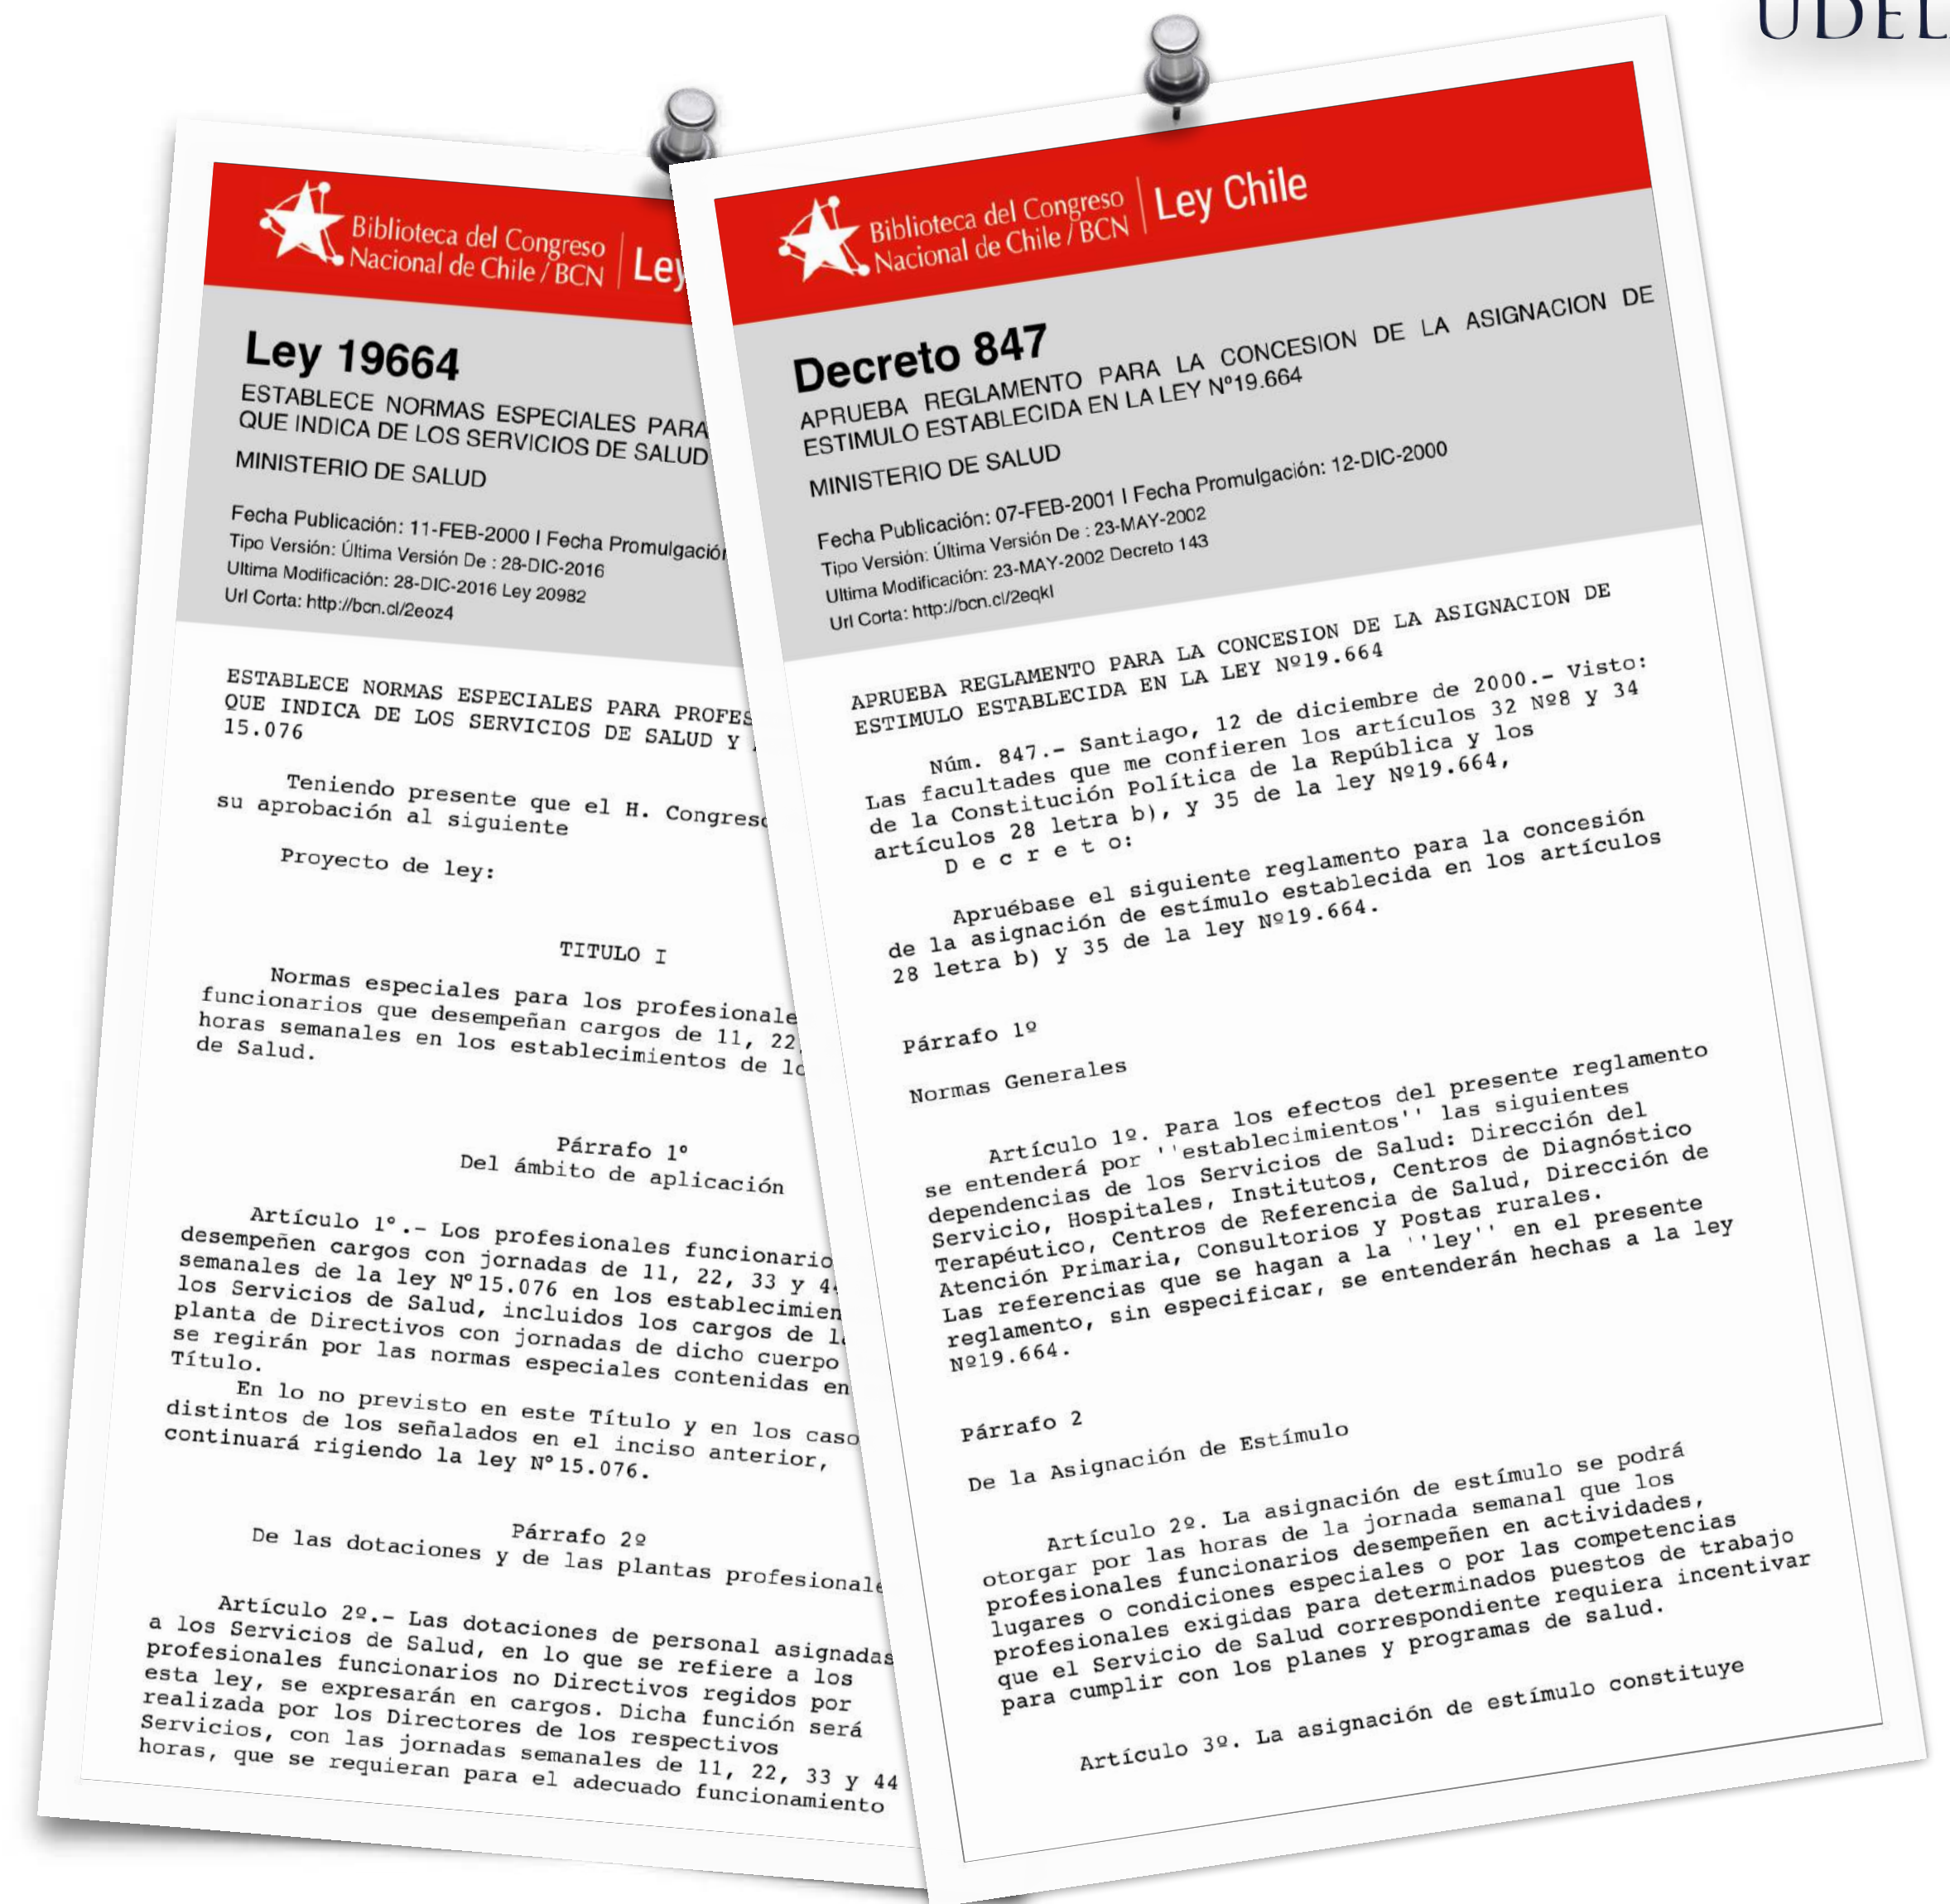 UDEL
Biblioteca del Congreso
Nacional de Chile / BCN
Ley
Ley 19664
ESTABLECE NORMAS ESPECIALES PARA
QUE INDICA DE LOS SERVICIOS DE SALUD
MINISTERIO DE SALUD
Fecha Publicación: 11-FEB-2000 | Fecha Promulgación
Tipo Versión: Última Versión De : 28-DIC-2016
Ultima Modificación: 28-DIC-2016 Ley 20982
Url Corta: http://bcn.cl/2eoz4
ESTABLECE NORMAS ESPECIALES PARA PROFES
QUE INDICA DE LOS SERVICIOS DE SALUD Y
15.076
Teniendo presente que el H. Congreso
su aprobación al siguiente
Proyecto de ley:
TITULO I
Normas especiales para los profesionale
funcionarios que desempeñan cargos de 11, 22
horas semanales en los establecimientos de lo
de Salud.
Párrafo 1°
Del ámbito de aplicación
Artículo 1°.- Los profesionales funcionario
desempeñen cargos con jornadas de 11, 22, 33 y 4
semanales de la ley N°15.076 en los establecimien
los Servicios de Salud, incluidos los cargos de l
planta de Directivos con jornadas de dicho cuerpo
se regirán por las normas especiales contenidas en
Título.
En lo no previsto en este Título y en los caso
distintos de los señalados en el inciso anterior,
continuará rigiendo la ley N°15.076.
Párrafo 2º
De las dotaciones y de las plantas profesionale
Artículo 2º.- Las dotaciones de personal asignadas
a los Servicios de Salud, en lo que se refiere a los
profesionales funcionarios no Directivos regidos por
esta ley, se expresarán en cargos. Dicha función será
realizada por los Directores de los respectivos
Servicios, con las jornadas semanales de 11, 22, 33 y 44
horas, que se requieran para el adecuado funcionamiento
Biblioteca del Congreso
Nacional de Chile / BCN
Ley Chile
Decreto 847
APRUEBA REGLAMENTO PARA LA CONCESION DE LA ASIGNACION DE
ESTIMULO ESTABLECIDA EN LA LEY Nº19.664
MINISTERIO DE SALUD
Fecha Publicación: 07-FEB-2001 | Fecha Promulgación: 12-DIC-2000
Tipo Versión: Última Versión De : 23-MAY-2002
Ultima Modificación: 23-MAY-2002 Decreto 143
Url Corta: http://bcn.cl/2eqkl
APRUEBA REGLAMENTO PARA LA CONCESION DE LA ASIGNACION DE
ESTIMULO ESTABLECIDA EN LA LEY Nº19.664
Núm. 847.- Santiago, 12 de diciembre de 2000.- Visto:
Las facultades que me confieren los artículos 32 Nº8 y 34
de la Constitución Política de la República y los
artículos 28 letra b), y 35 de la ley Nº19.664,
D e c r e t o:
Apruébase el siguiente reglamento para la concesión
de la asignación de estímulo establecida en los artículos
28 letra b) y 35 de la ley Nº19.664.
Párrafo 1º
Normas Generales
Artículo 1º. Para los efectos del presente reglamento
se entenderá por ''establecimientos'' las siguientes
dependencias de los Servicios de Salud: Dirección del
Servicio, Hospitales, Institutos, Centros de Diagnóstico
Terapéutico, Centros de Referencia de Salud, Dirección de
Atención Primaria, Consultorios y Postas rurales.
Las referencias que se hagan a la ''ley'' en el presente
reglamento, sin especificar, se entenderán hechas a la ley
Nº19.664.
Párrafo 2
De la Asignación de Estímulo
Artículo 2º. La asignación de estímulo se podrá
otorgar por las horas de la jornada semanal que los
profesionales funcionarios desempeñen en actividades,
lugares o condiciones especiales o por las competencias
profesionales exigidas para determinados puestos de trabajo
que el Servicio de Salud correspondiente requiera incentivar
para cumplir con los planes y programas de salud.
Artículo 3º. La asignación de estímulo constituye